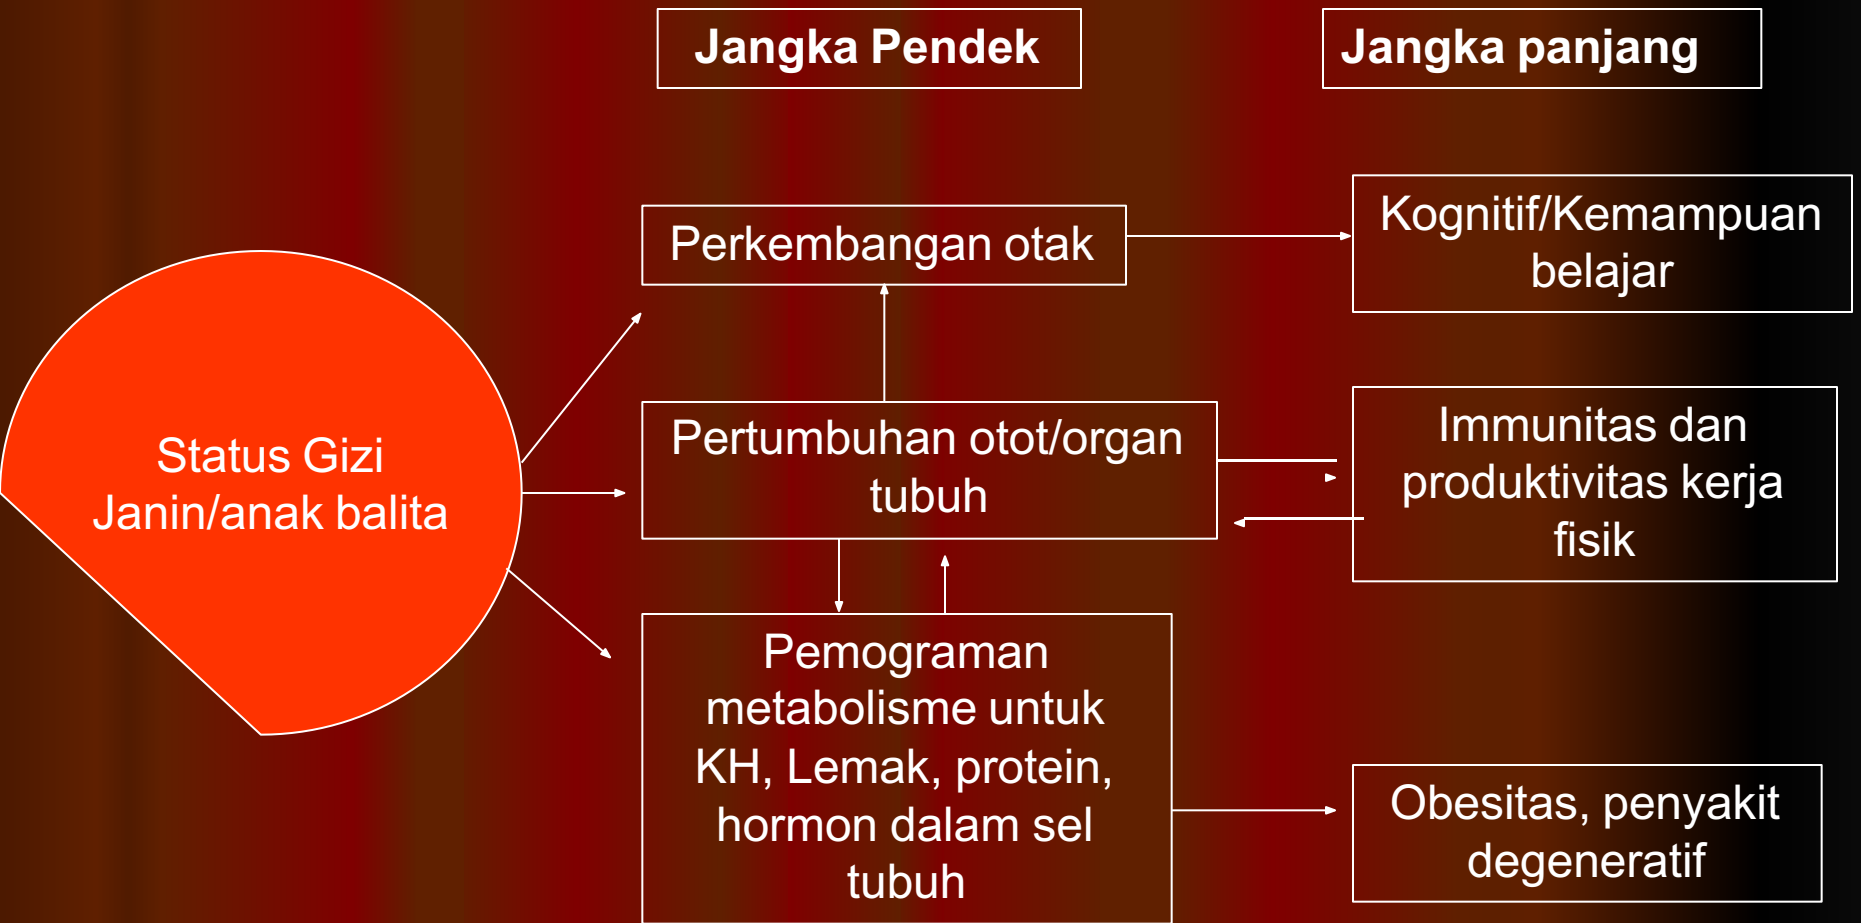 Jangka Pendek
Jangka panjang
Status Gizi
Janin/anak balita
Perkembangan otak
Kognitif/Kemampuan
belajar
Pertumbuhan otot/organ
tubuh
Immunitas dan
produktivitas kerja
fisik
Pemograman
metabolisme untuk
KH, Lemak, protein,
hormon dalam sel
tubuh
Obesitas, penyakit
degeneratif